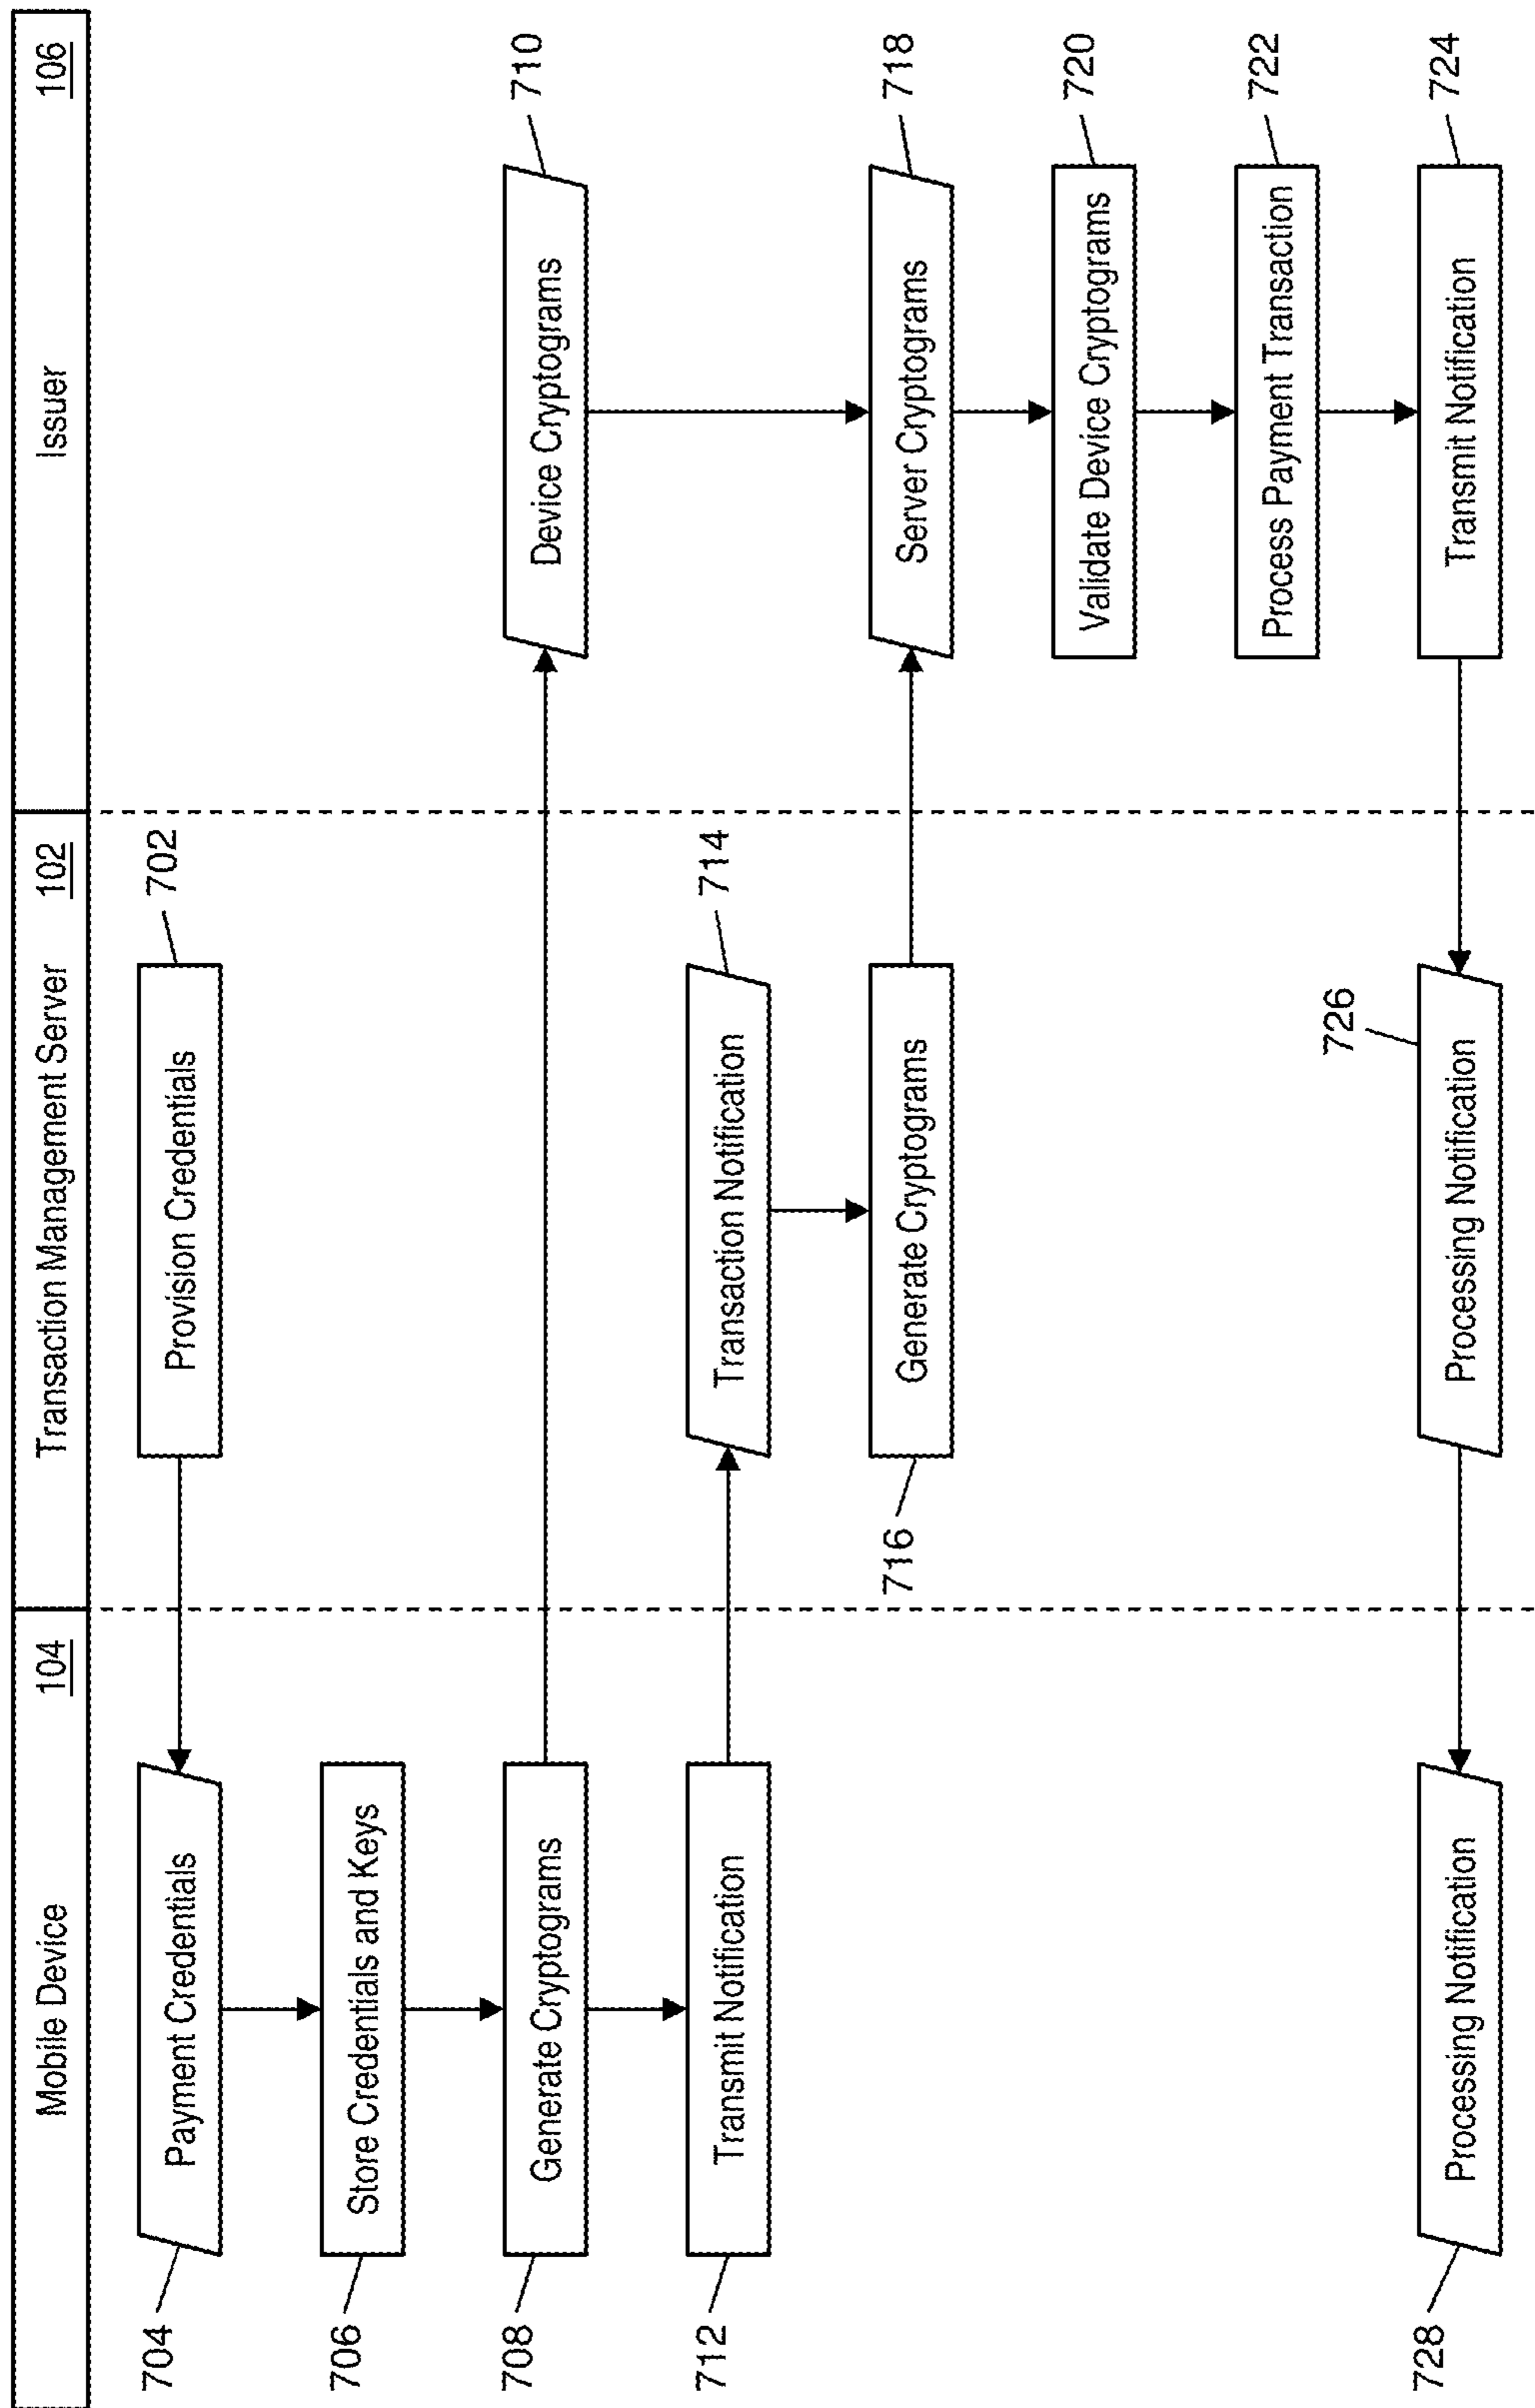 Mobile Device 104
Transaction Management Server 102
Issuer 106
Provision Credentials
702
Payment Credentials
704
Store Credentials and Keys
706
Generate Cryptograms
708
Device Cryptograms
710
Transmit Notification
712
Transaction Notification
714
Generate Cryptograms
716
Server Cryptograms
718
Validate Device Cryptograms
720
Process Payment Transaction
722
Transmit Notification
724
Processing Notification
726
Processing Notification
728